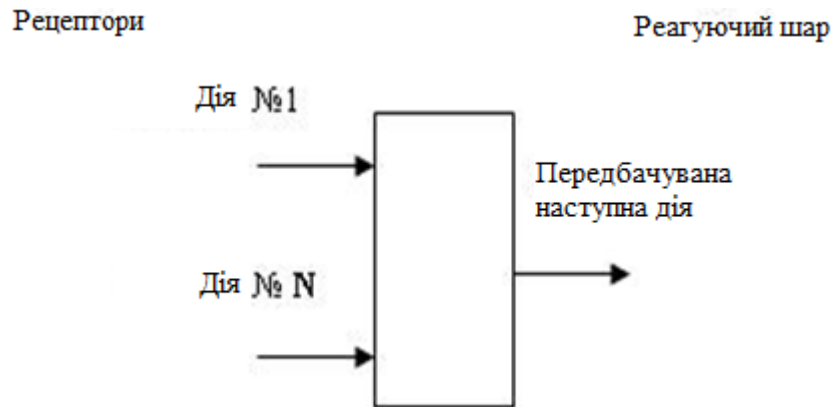 Рецептори
Реагуючий шар
Дія №1
Передбачувана
наступна дія
Дія № N